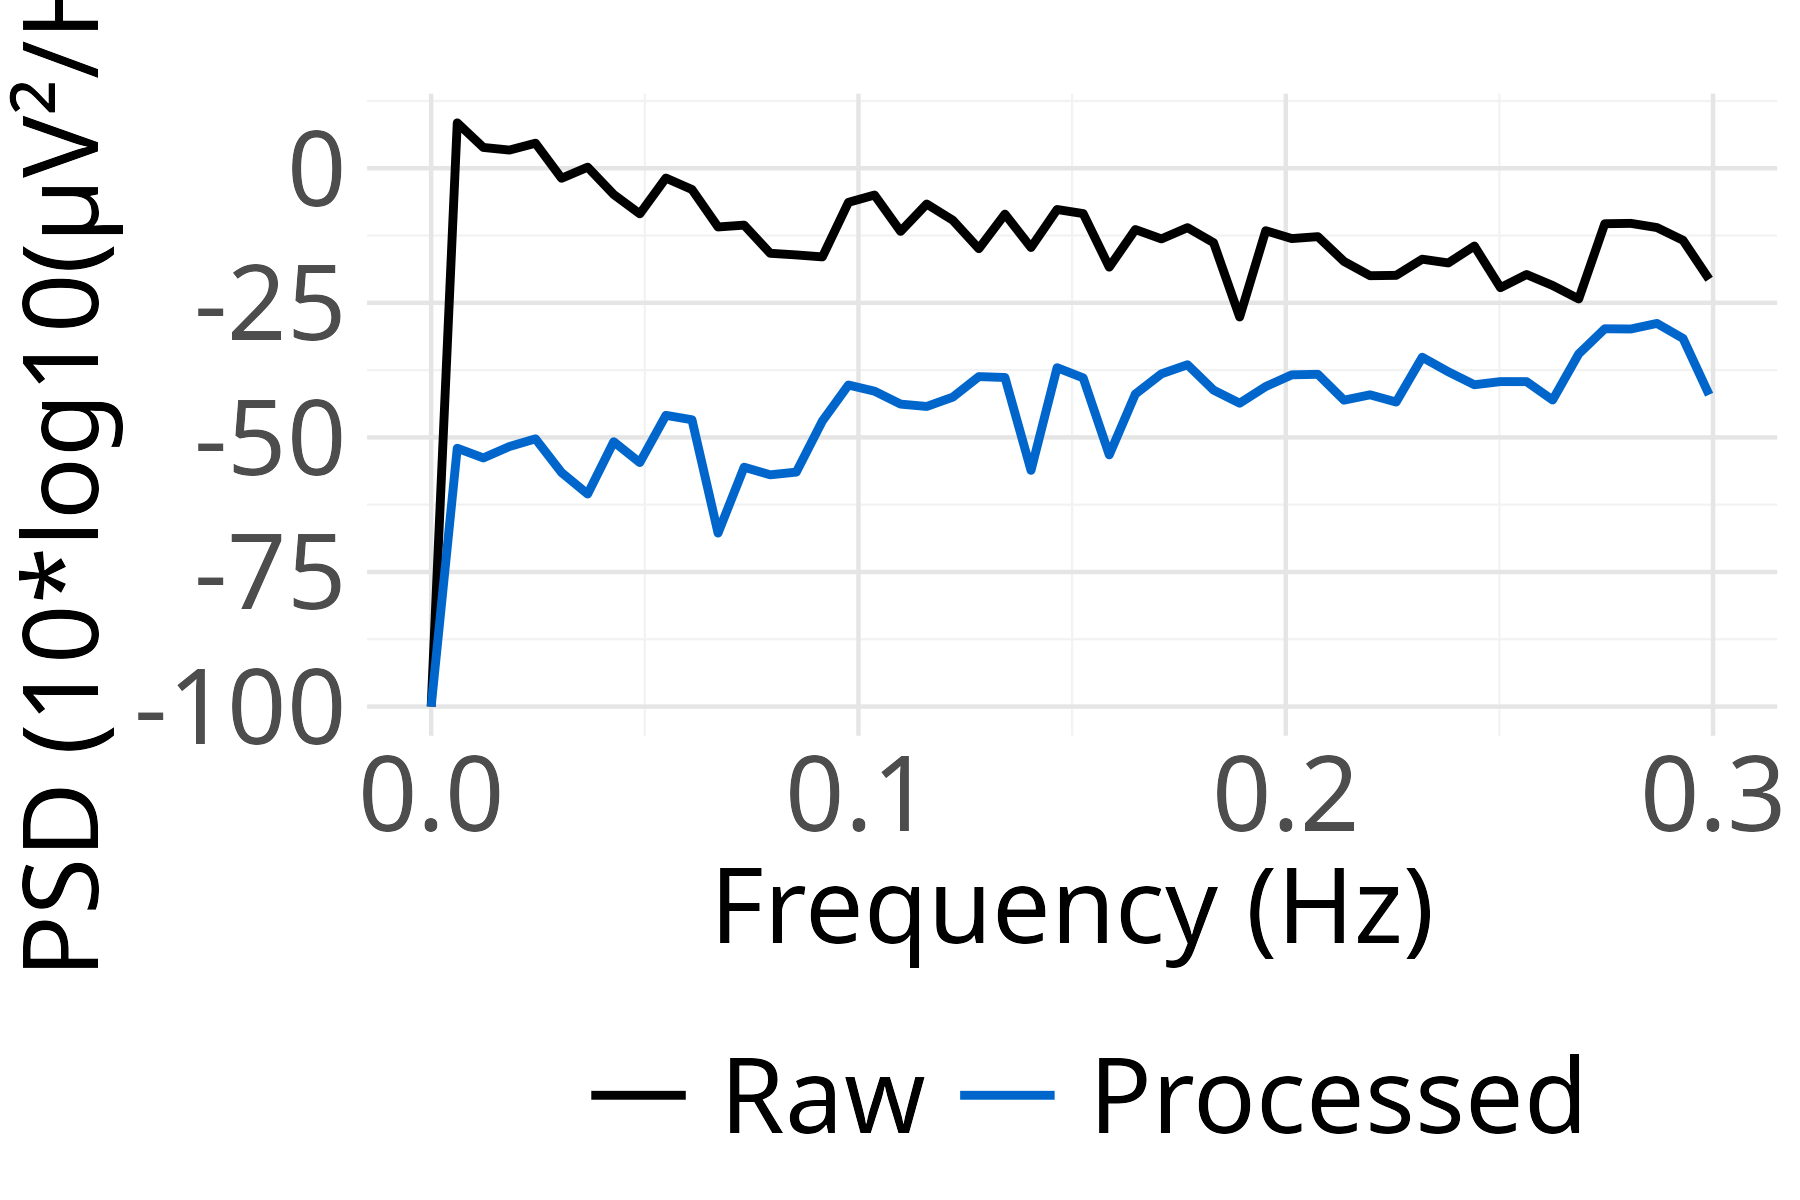 PSD (10*log10(µV²/H
0
-25
-50
-75
-100
0.0 0.1 0.2 0.3
Frequency (Hz)
Raw Processed